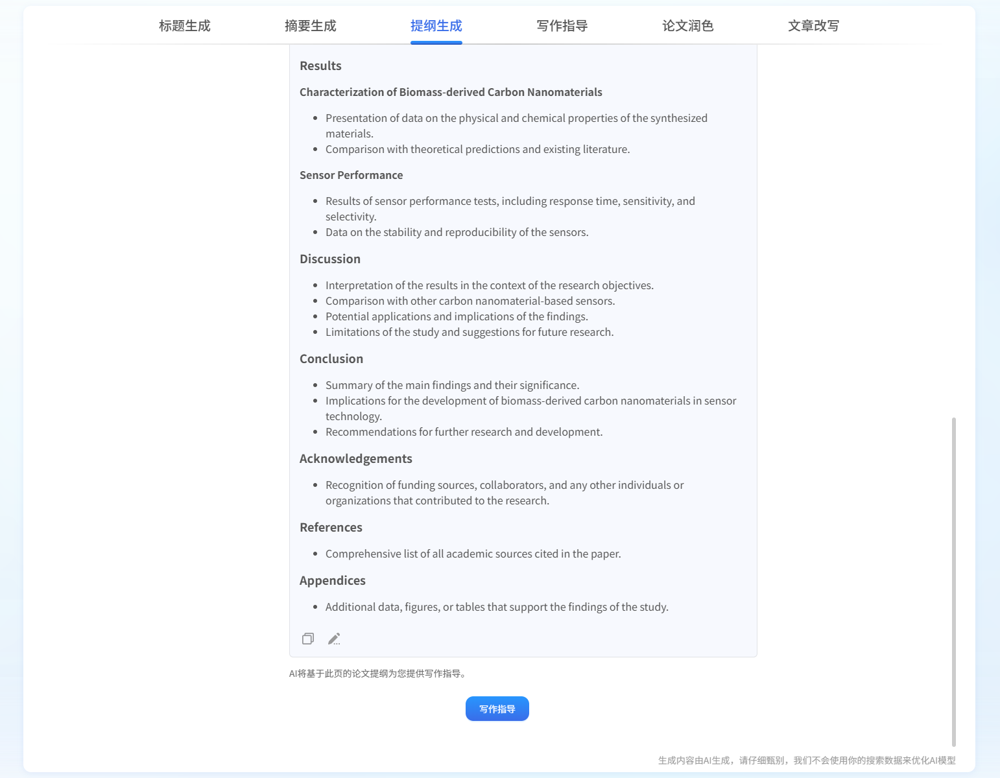 标题生成
摘要生成
提纲生成
写作指导
论文润色
文章改写
Results
Characterization of Biomass-derived Carbon Nanomaterials
Presentation of data on the physical and chemical properties of the synthesized
materials.
Comparison with theoretical predictions and existing literature.
Sensor Performance
Results of sensor performance tests, including response time, sensitivity, and
selectivity.
Data on the stability and reproducibility of the sensors.
Discussion
Interpretation of the results in the context of the research objectives.
Comparison with other carbon nanomaterial-based sensors.
Potential applications and implications of the findings.
Limitations of the study and suggestions for future research.
Conclusion
Summary of the main findings and their significance.
Implications for the development of biomass-derived carbon nanomaterials in sensor
technology.
Recommendations for further research and development.
Acknowledgements
Recognition of funding sources, collaborators, and any other individuals or
organizations that contributed to the research.
References
Comprehensive list of all academic sources cited in the paper.
Appendices
Additional data, figures, or tables that support the findings of the study.
AI将基于此页的论文提纲为您提供写作指导。
写作指导
生成内容由AI生成，请仔细甄别，我们不会使用你的搜索数据来优化AI模型